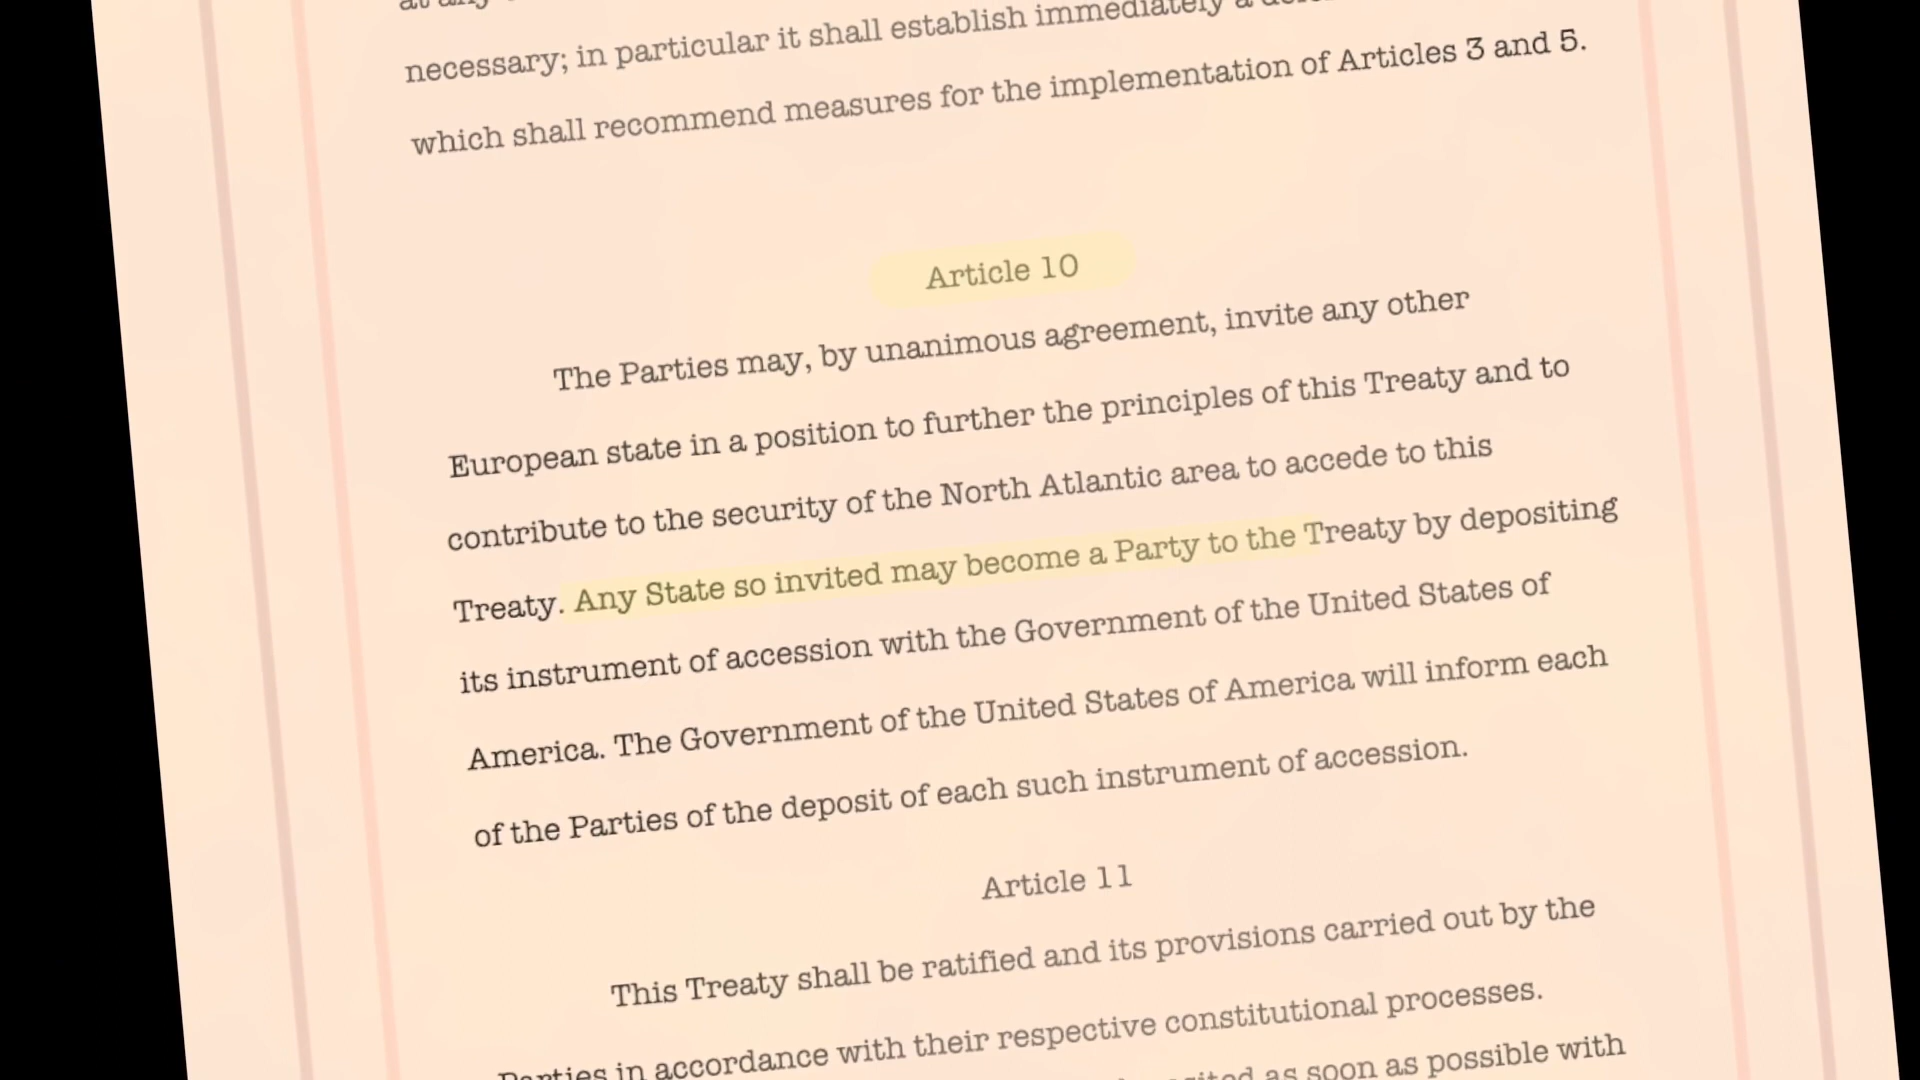 at any
necessary; in particular it shall establish immediately a
which shall recommend measures for the implementation of Articles 3 and 5.
Article 10
The Parties may, by unanimous agreement, invite any other
European state in a position to further the principles of this Treaty and to
contribute to the security of the North Atlantic area to accede to this
Treaty. Any State so invited may become a Party to the Treaty by depositing
its instrument of accession with the Government of the United States of
America. The Government of the United States of America will inform each
of the Parties of the deposit of each such instrument of accession.
Article 11
This Treaty shall be ratified and its provisions carried out by the
Parties in accordance with their respective constitutional processes.
as soon as possible with